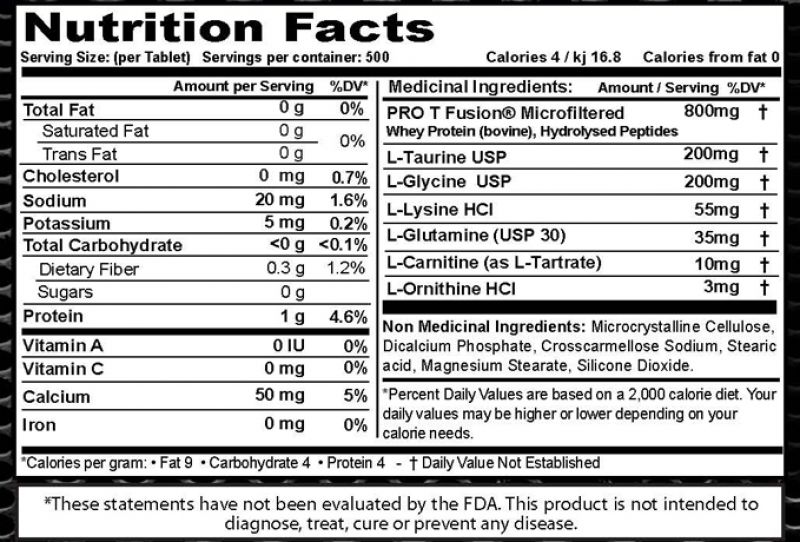 Nutrition Facts
Serving Size: (per Tablet) Servings per container: 500 Calories 4 / kj 16.8 Calories from fat 0
Amount per Serving %DV*
Total Fat 0 g 0%
Saturated Fat 0 g
0%
Trans Fat 0 g
Cholesterol 0 mg 0.7%
Sodium 20 mg 1.6%
Potassium 5 mg 0.2%
Total Carbohydrate <0 g <0.1%
Dietary Fiber 0.3 g 1.2%
Sugars 0 g
Protein 1 g 4.6%
Vitamin A 0 IU 0%
Vitamin C 0 mg 0%
Calcium 50 mg 5%
Iron 0 mg 0%
Medicinal Ingredients: Amount / Serving %DV*
PRO T Fusion® Microfiltered 800mg †
Whey Protein (bovine), Hydrolysed Peptides
L-Taurine USP 200mg †
L-Glycine USP 200mg †
L-Lysine HCl 55mg †
L-Glutamine (USP 30) 35mg †
L-Carnitine (as L-Tartrate) 10mg †
L-Ornithine HCl 3mg †
Non Medicinal Ingredients: Microcrystalline Cellulose,
Dicalcium Phosphate, Crosscarmellose Sodium, Stearic
acid, Magnesium Stearate, Silicone Dioxide.
*Percent Daily Values are based on a 2,000 calorie diet. Your
daily values may be higher or lower depending on your
calorie needs.
*Calories per gram: • Fat 9 • Carbohydrate 4 • Protein 4 - † Daily Value Not Established
*These statements have not been evaluated by the FDA. This product is not intended to
diagnose, treat, cure or prevent any disease.